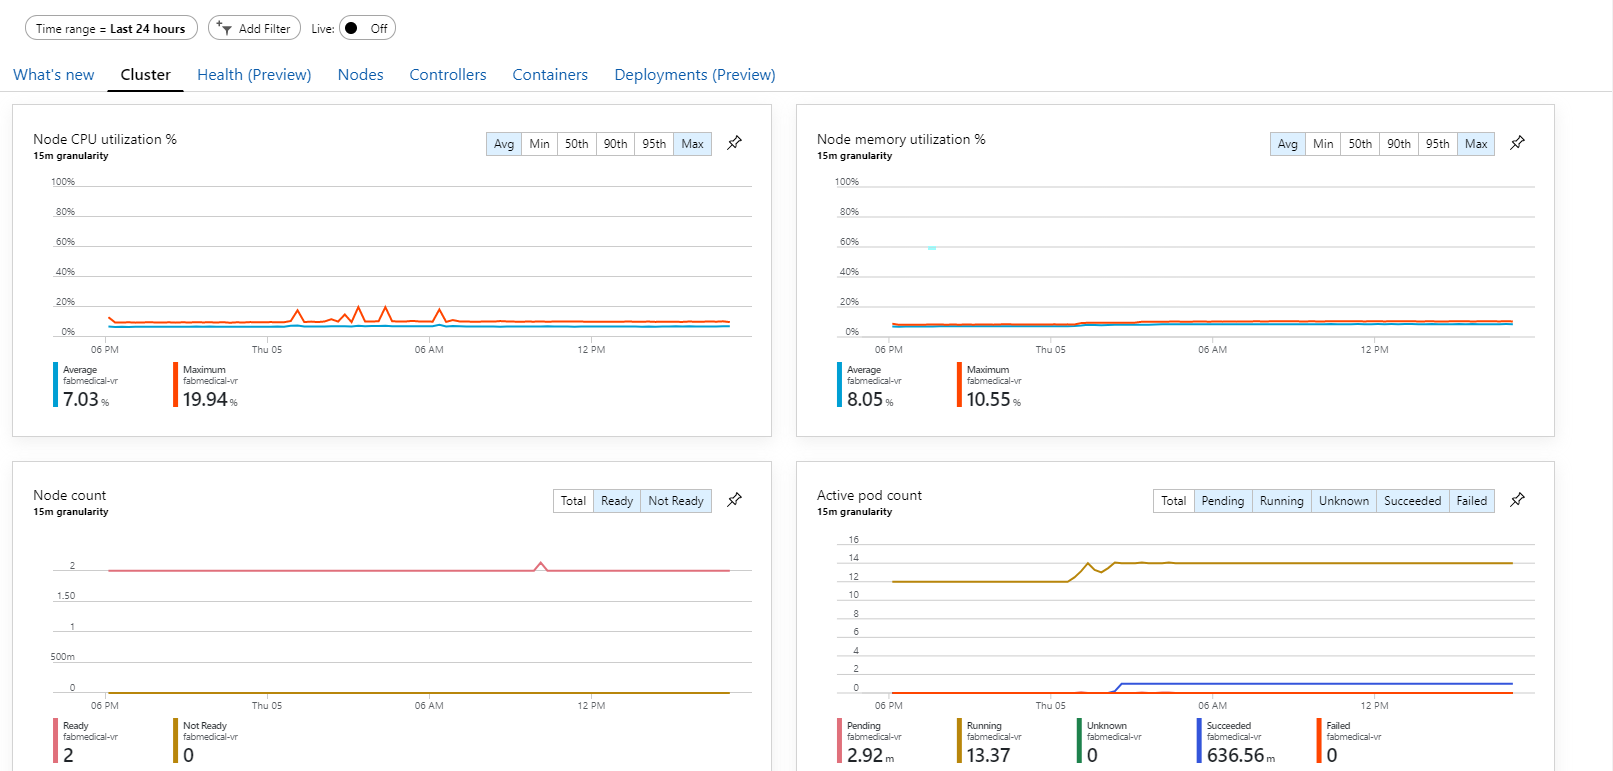 Time range = Last 24 hours Add Filter Live: Off
What's new Cluster Health (Preview) Nodes Controllers Containers Deployments (Preview)
Node CPU utilization %
15m granularity
Avg Min 50th 90th 95th Max
100%
80%
60%
40%
20%
0%
06 PM Thu 05 06 AM 12 PM
Average Maximum
fabmedical-vr fabmedical-vr
7.03 % 19.94 %
Node memory utilization %
15m granularity
Avg Min 50th 90th 95th Max
100%
80%
60%
40%
20%
0%
06 PM Thu 05 06 AM 12 PM
Average Maximum
fabmedical-vr fabmedical-vr
8.05 % 10.55 %
Node count
15m granularity
Total Ready Not Ready
2
1.50
1
500m
0
06 PM Thu 05 06 AM 12 PM
Ready Not Ready
fabmedical-vr fabmedical-vr
2 0
Active pod count
15m granularity
Total Pending Running Unknown Succeeded Failed
16
14
12
10
8
6
4
2
0
06 PM Thu 05 06 AM 12 PM
Pending Running Unknown Succeeded Failed
fabmedical-vr fabmedical-vr fabmedical-vr fabmedical-vr fabmedical-vr
2.92 m 13.37 0 636.56 m 0